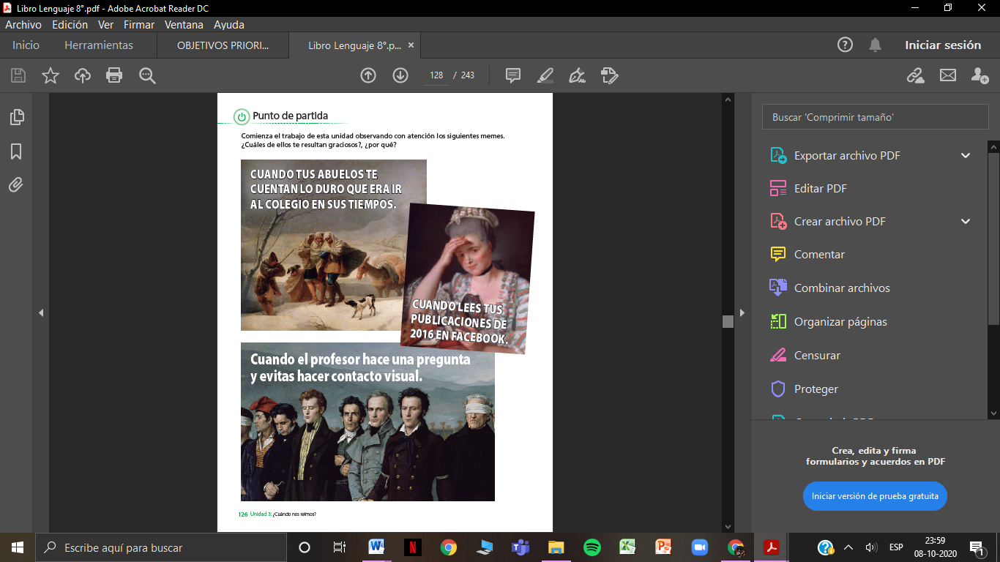 Libro Lenguaje 8°.pdf - Adobe Acrobat Reader DC
Archivo Edición Ver Firmar Ventana Ayuda
Inicio Herramientas OBJETIVOS PRIORI... Libro Lenguaje 8°.p... × Iniciar sesión
128 / 243
Punto de partida
Comienza el trabajo de esta unidad observando con atención los siguientes memes.
¿Cuáles de ellos te resultan graciosos?, ¿por qué?
CUANDO TUS ABUELOS TE
CUENTAN LO DURO QUE ERA IR
AL COLEGIO EN SUS TIEMPOS.
CUANDO LEES TUS
PUBLICACIONES DE
2016 EN FACEBOOK.
Cuando el profesor hace una pregunta
y evitas hacer contacto visual.
126 Unidad 3: ¿Cuándo nos reímos?
Buscar 'Comprimir tamaño'
Exportar archivo PDF
Editar PDF
Crear archivo PDF
Comentar
Combinar archivos
Organizar páginas
Censurar
Proteger
Crea, edita y firma
formularios y acuerdos en PDF
Iniciar versión de prueba gratuita
Escribe aquí para buscar
ESP
23:59
08-10-2020
1